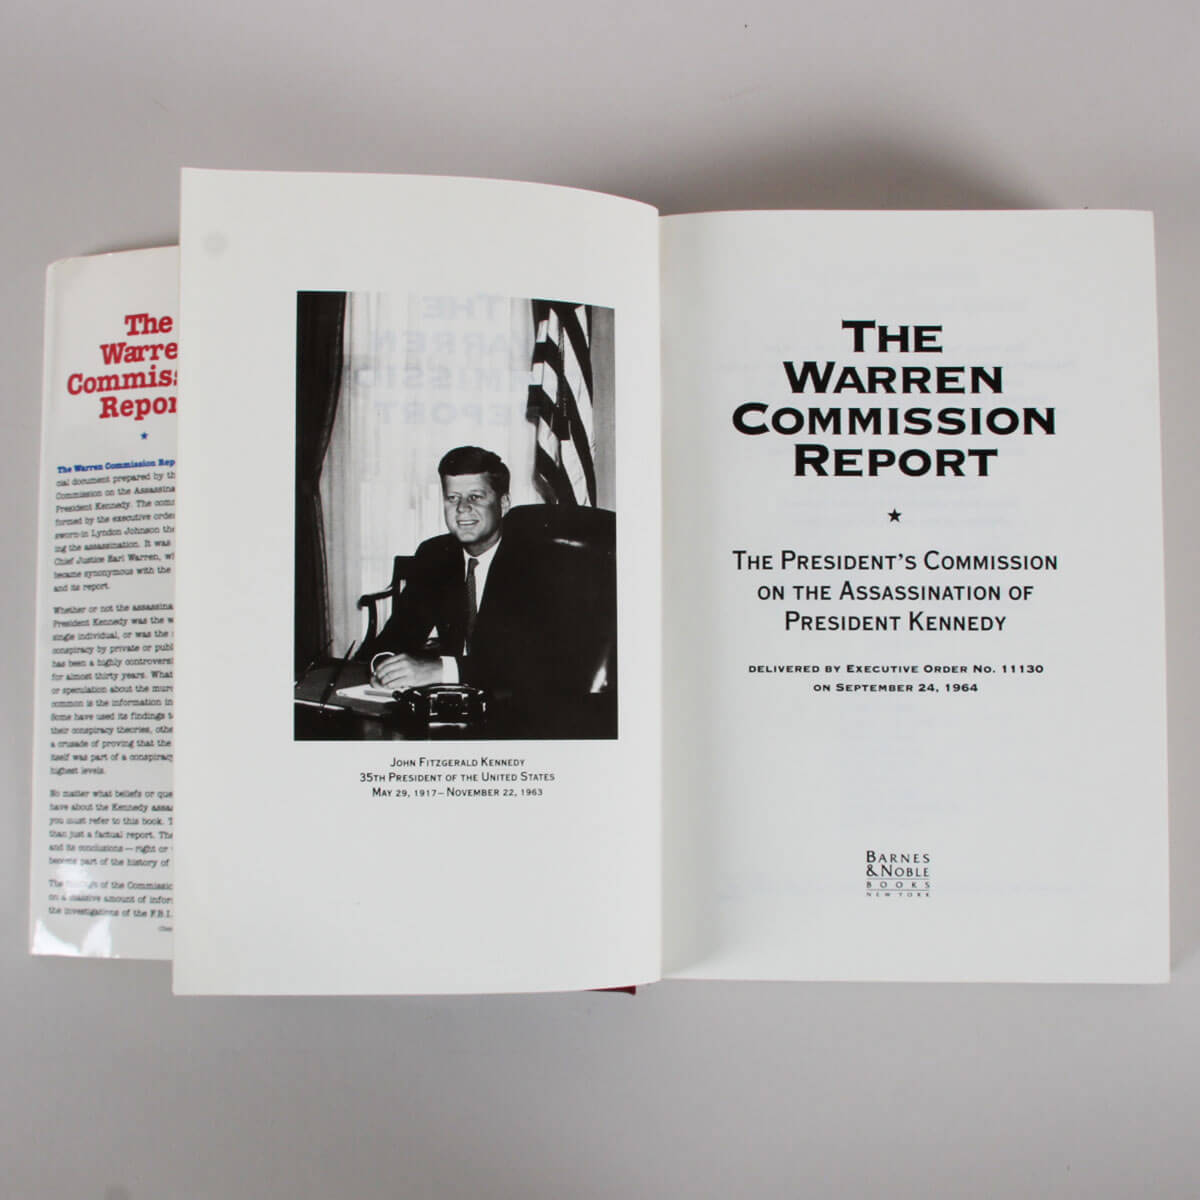 The
Warre
Commiss
Repor
The Warren Commission Rep
cial document prepared by th
Commission on the Assassina
President Kennedy. The com
formed by the executive orde
sworn-in Lyndon Johnson the
ing the assassination. It was
Chief Justice Earl Warren, w
became synonymous with the
and its report.
Whether or not the assassina
President Kennedy was the w
single individual, or was the
conspiracy by private or publ
has been a highly controversi
for almost thirty years. What
or speculation about the murd
common is the information in
Some have used its findings t
their conspiracy theories, othe
a crusade of proving that the
itself was part of a conspiracy
highest levels.
No matter what beliefs or que
have about the Kennedy assa
you must refer to this book. T
than just a factual report. The
and its conclusions — right or
become part of the history of
The findings of the Commissic
on a massive amount of infor
the investigations of the F.B.I.
JOHN FITZGERALD KENNEDY
35TH PRESIDENT OF THE UNITED STATES
MAY 29, 1917–NOVEMBER 22, 1963
THE
WARREN
COMMISSION
REPORT
★
THE PRESIDENT'S COMMISSION
ON THE ASSASSINATION OF
PRESIDENT KENNEDY
DELIVERED BY EXECUTIVE ORDER NO. 11130
ON SEPTEMBER 24, 1964
BARNES
& NOBLE
BOOKS
NEW YORK